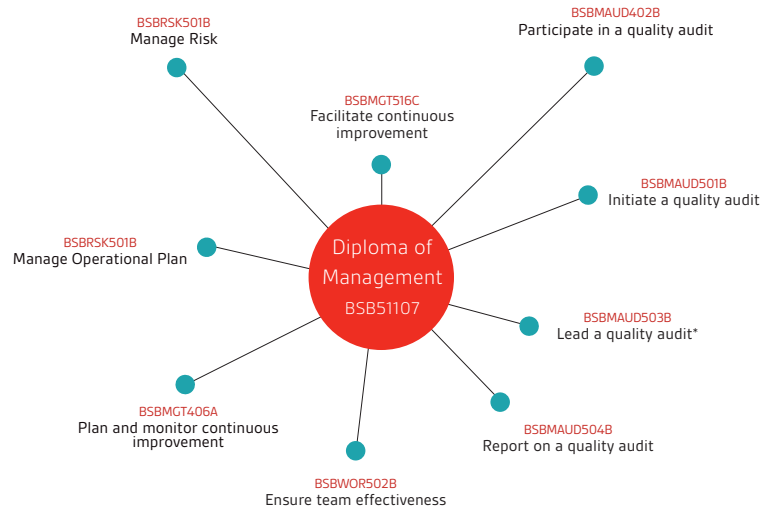 BSBRSK501B
Manage Risk
BSBMAUD402B
Participate in a quality audit
BSBMGT516C
Facilitate continuous
improvement
BSBMAUD501B
Initiate a quality audit
BSBRSK501B
Manage Operational Plan
Diploma of
Management
BSB51107
BSBMAUD503B
Lead a quality audit*
BSBMGT406A
Plan and monitor continuous
improvement
BSBMAUD504B
Report on a quality audit
BSBWOR502B
Ensure team effectiveness